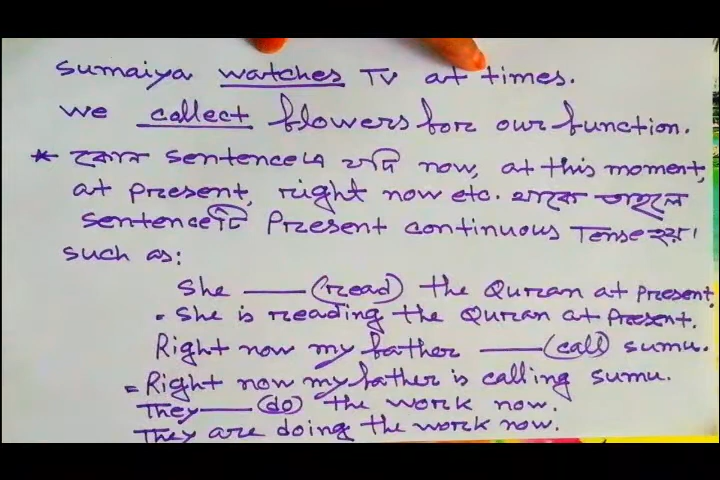 Sumaiya watches TV at times.
We collect flowers for our function.
* কোন sentence এ যদি now, at this moment,
at present, right now etc. থাকে তাহলে
sentence টি Present continuous Tense হয়।
such as:
She —— (read) the Quran at present.
• She is reading the Quran at present.
Right now my father —— (call) sumu.
= Right now my father is calling sumu.
They —— (do) the work now.
They are doing the work now.